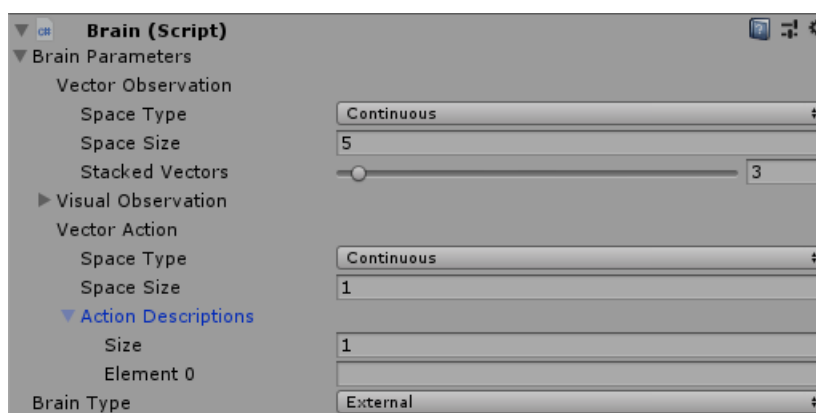 C# Brain (Script)
Brain Parameters
Vector Observation
Space Type Continuous
Space Size 5
Stacked Vectors 3
Visual Observation
Vector Action
Space Type Continuous
Space Size 1
Action Descriptions
Size 1
Element 0
Brain Type External